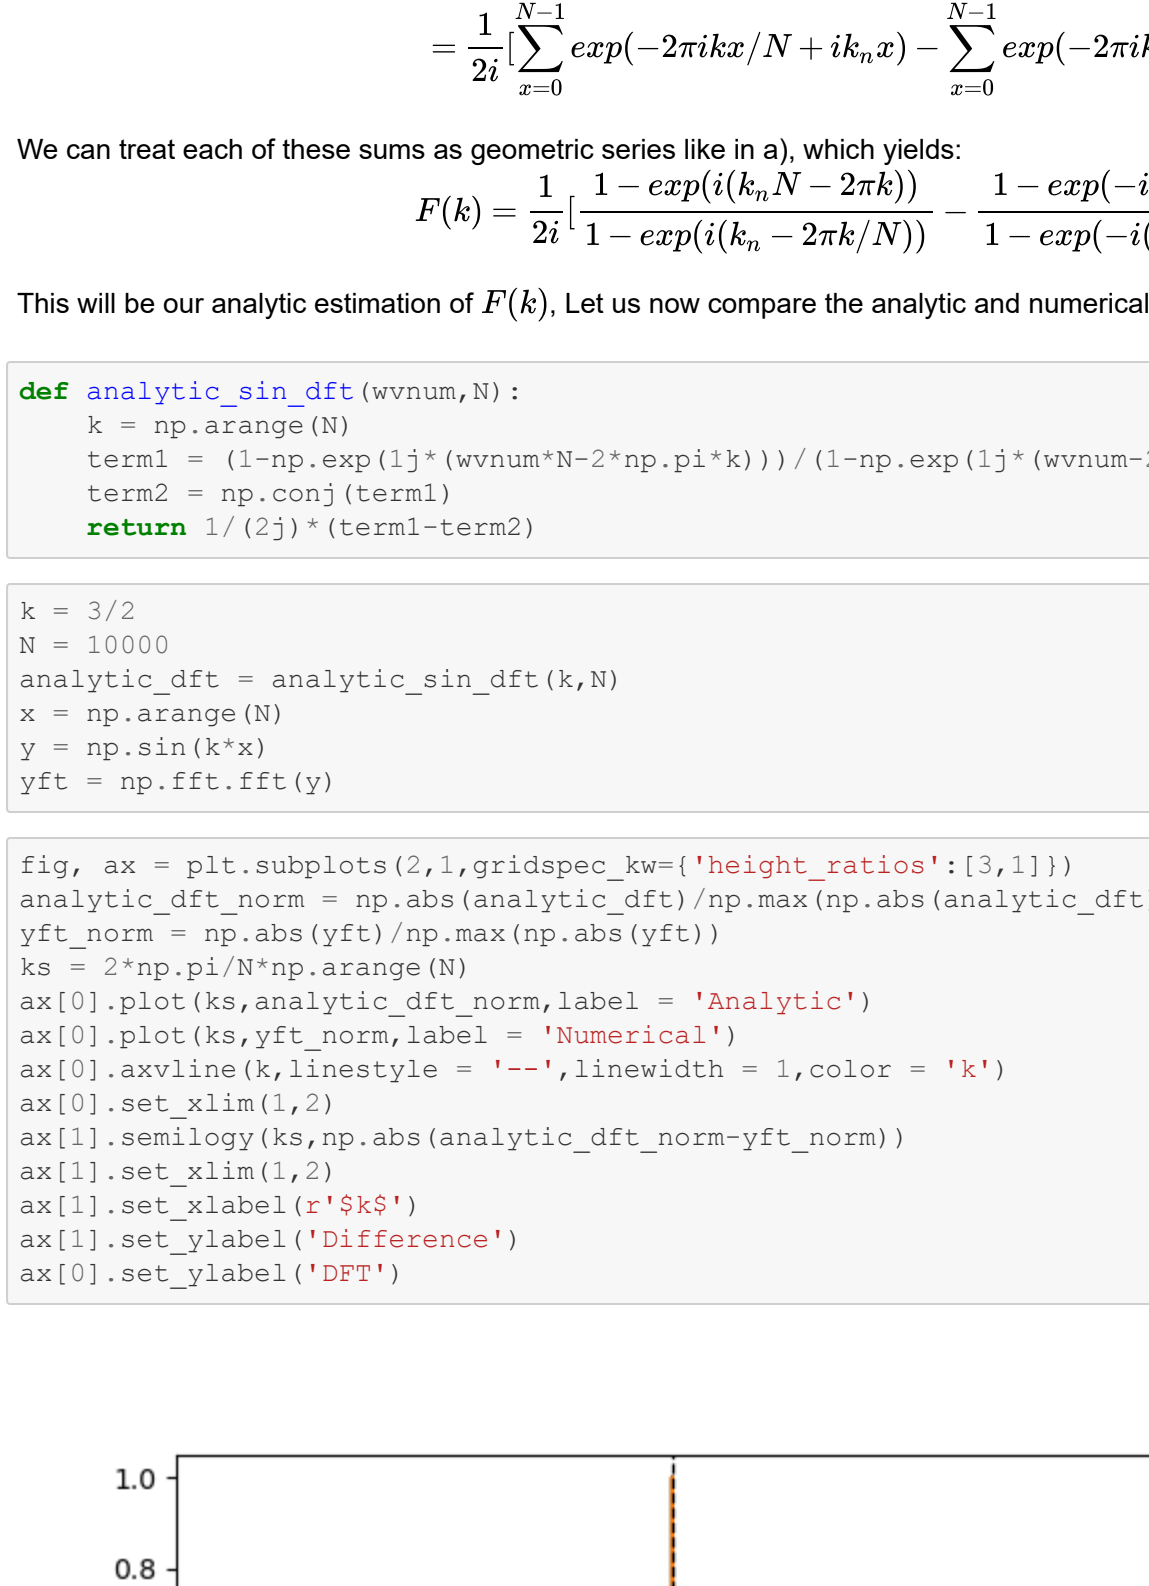 = \frac{1}{2i}[\sum_{x=0}^{N-1} exp(-2πikx/N + ik_nx) - \sum_{x=0}^{N-1} exp(-2πi
We can treat each of these sums as geometric series like in a), which yields:
F(k) = \frac{1}{2i}[\frac{1 - exp(i(k_nN - 2πk))}{1 - exp(i(k_n - 2πk/N))} - \frac{1 - exp(-i}{1 - exp(-i(}
This will be our analytic estimation of F(k), Let us now compare the analytic and numerical
def analytic_sin_dft(wvnum,N):
    k = np.arange(N)
    term1 = (1-np.exp(1j*(wvnum*N-2*np.pi*k)))/(1-np.exp(1j*(wvnum-
    term2 = np.conj(term1)
    return 1/(2j)*(term1-term2)
k = 3/2
N = 10000
analytic_dft = analytic_sin_dft(k,N)
x = np.arange(N)
y = np.sin(k*x)
yft = np.fft.fft(y)
fig, ax = plt.subplots(2,1,gridspec_kw={'height_ratios':[3,1]})
analytic_dft_norm = np.abs(analytic_dft)/np.max(np.abs(analytic_dft
yft_norm = np.abs(yft)/np.max(np.abs(yft))
ks = 2*np.pi/N*np.arange(N)
ax[0].plot(ks,analytic_dft_norm,label = 'Analytic')
ax[0].plot(ks,yft_norm,label = 'Numerical')
ax[0].axvline(k,linestyle = '--',linewidth = 1,color = 'k')
ax[0].set_xlim(1,2)
ax[1].semilogy(ks,np.abs(analytic_dft_norm-yft_norm))
ax[1].set_xlim(1,2)
ax[1].set_xlabel(r'$k$')
ax[1].set_ylabel('Difference')
ax[0].set_ylabel('DFT')
1.0
0.8